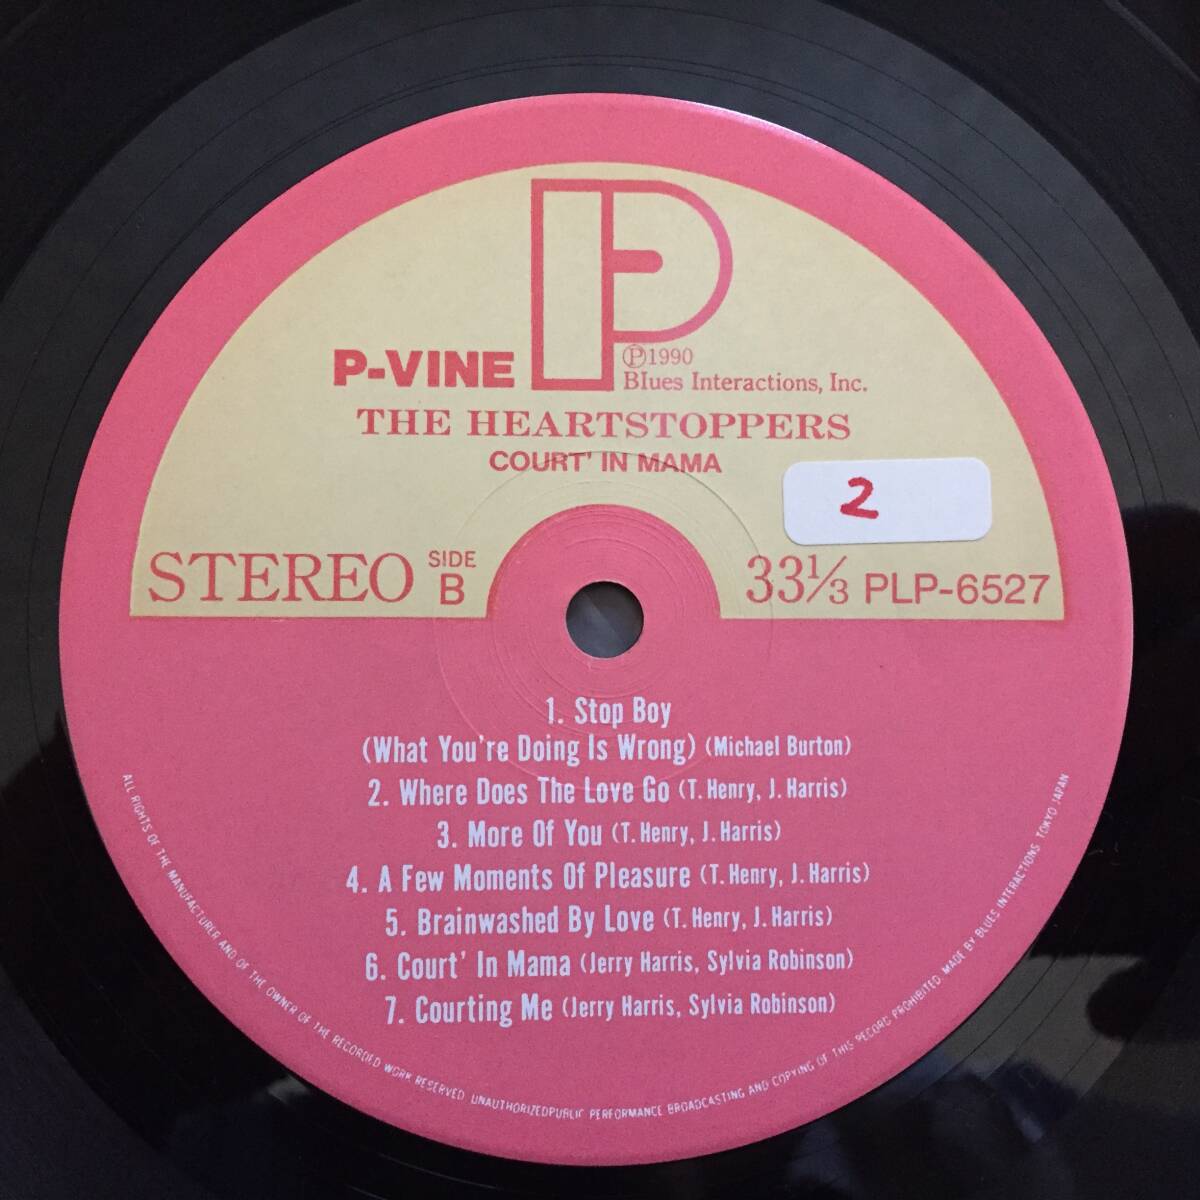 P-VINE
Ⓟ1990
Blues Interactions, Inc.
THE HEARTSTOPPERS
COURT' IN MAMA
2
STEREO SIDE B
33⅓ PLP-6527
1. Stop Boy
(What You're Doing Is Wrong) (Michael Burton)
2. Where Does The Love Go (T. Henry, J. Harris)
3. More Of You (T. Henry, J. Harris)
4. A Few Moments Of Pleasure (T. Henry, J. Harris)
5. Brainwashed By Love (T. Henry, J. Harris)
6. Court' In Mama (Jerry Harris, Sylvia Robinson)
7. Courting Me (Jerry Harris, Sylvia Robinson)
ALL RIGHTS OF THE MANUFACTURER AND OF THE OWNER OF THE RECORDED WORK RESERVED. UNAUTHORIZEDPUBLIC PERFORMANCE BROADCASTING AND COPYING OF THIS RECORD PROHIBITED. MADE BY BLUES INTERACTIONS TOKYO JAPAN